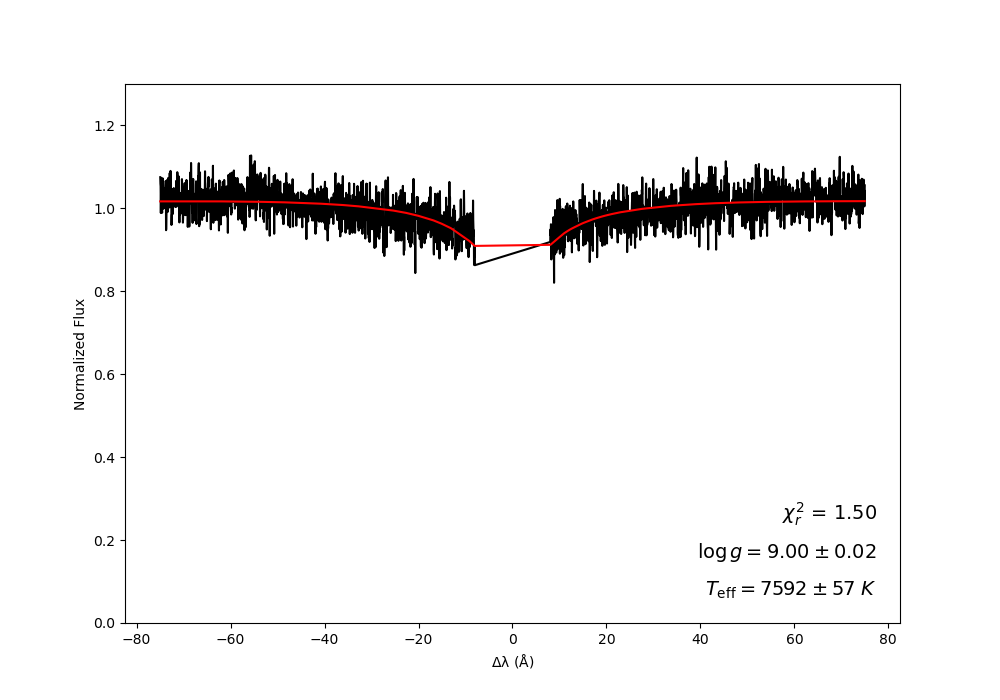 1.2
1.0
0.8
0.6
0.4
0.2
0.0
Normalized Flux
χ²ᵣ = 1.50
log g = 9.00 ± 0.02
T_eff = 7592 ± 57 K
−80 −60 −40 −20 0 20 40 60 80
Δλ (Å)